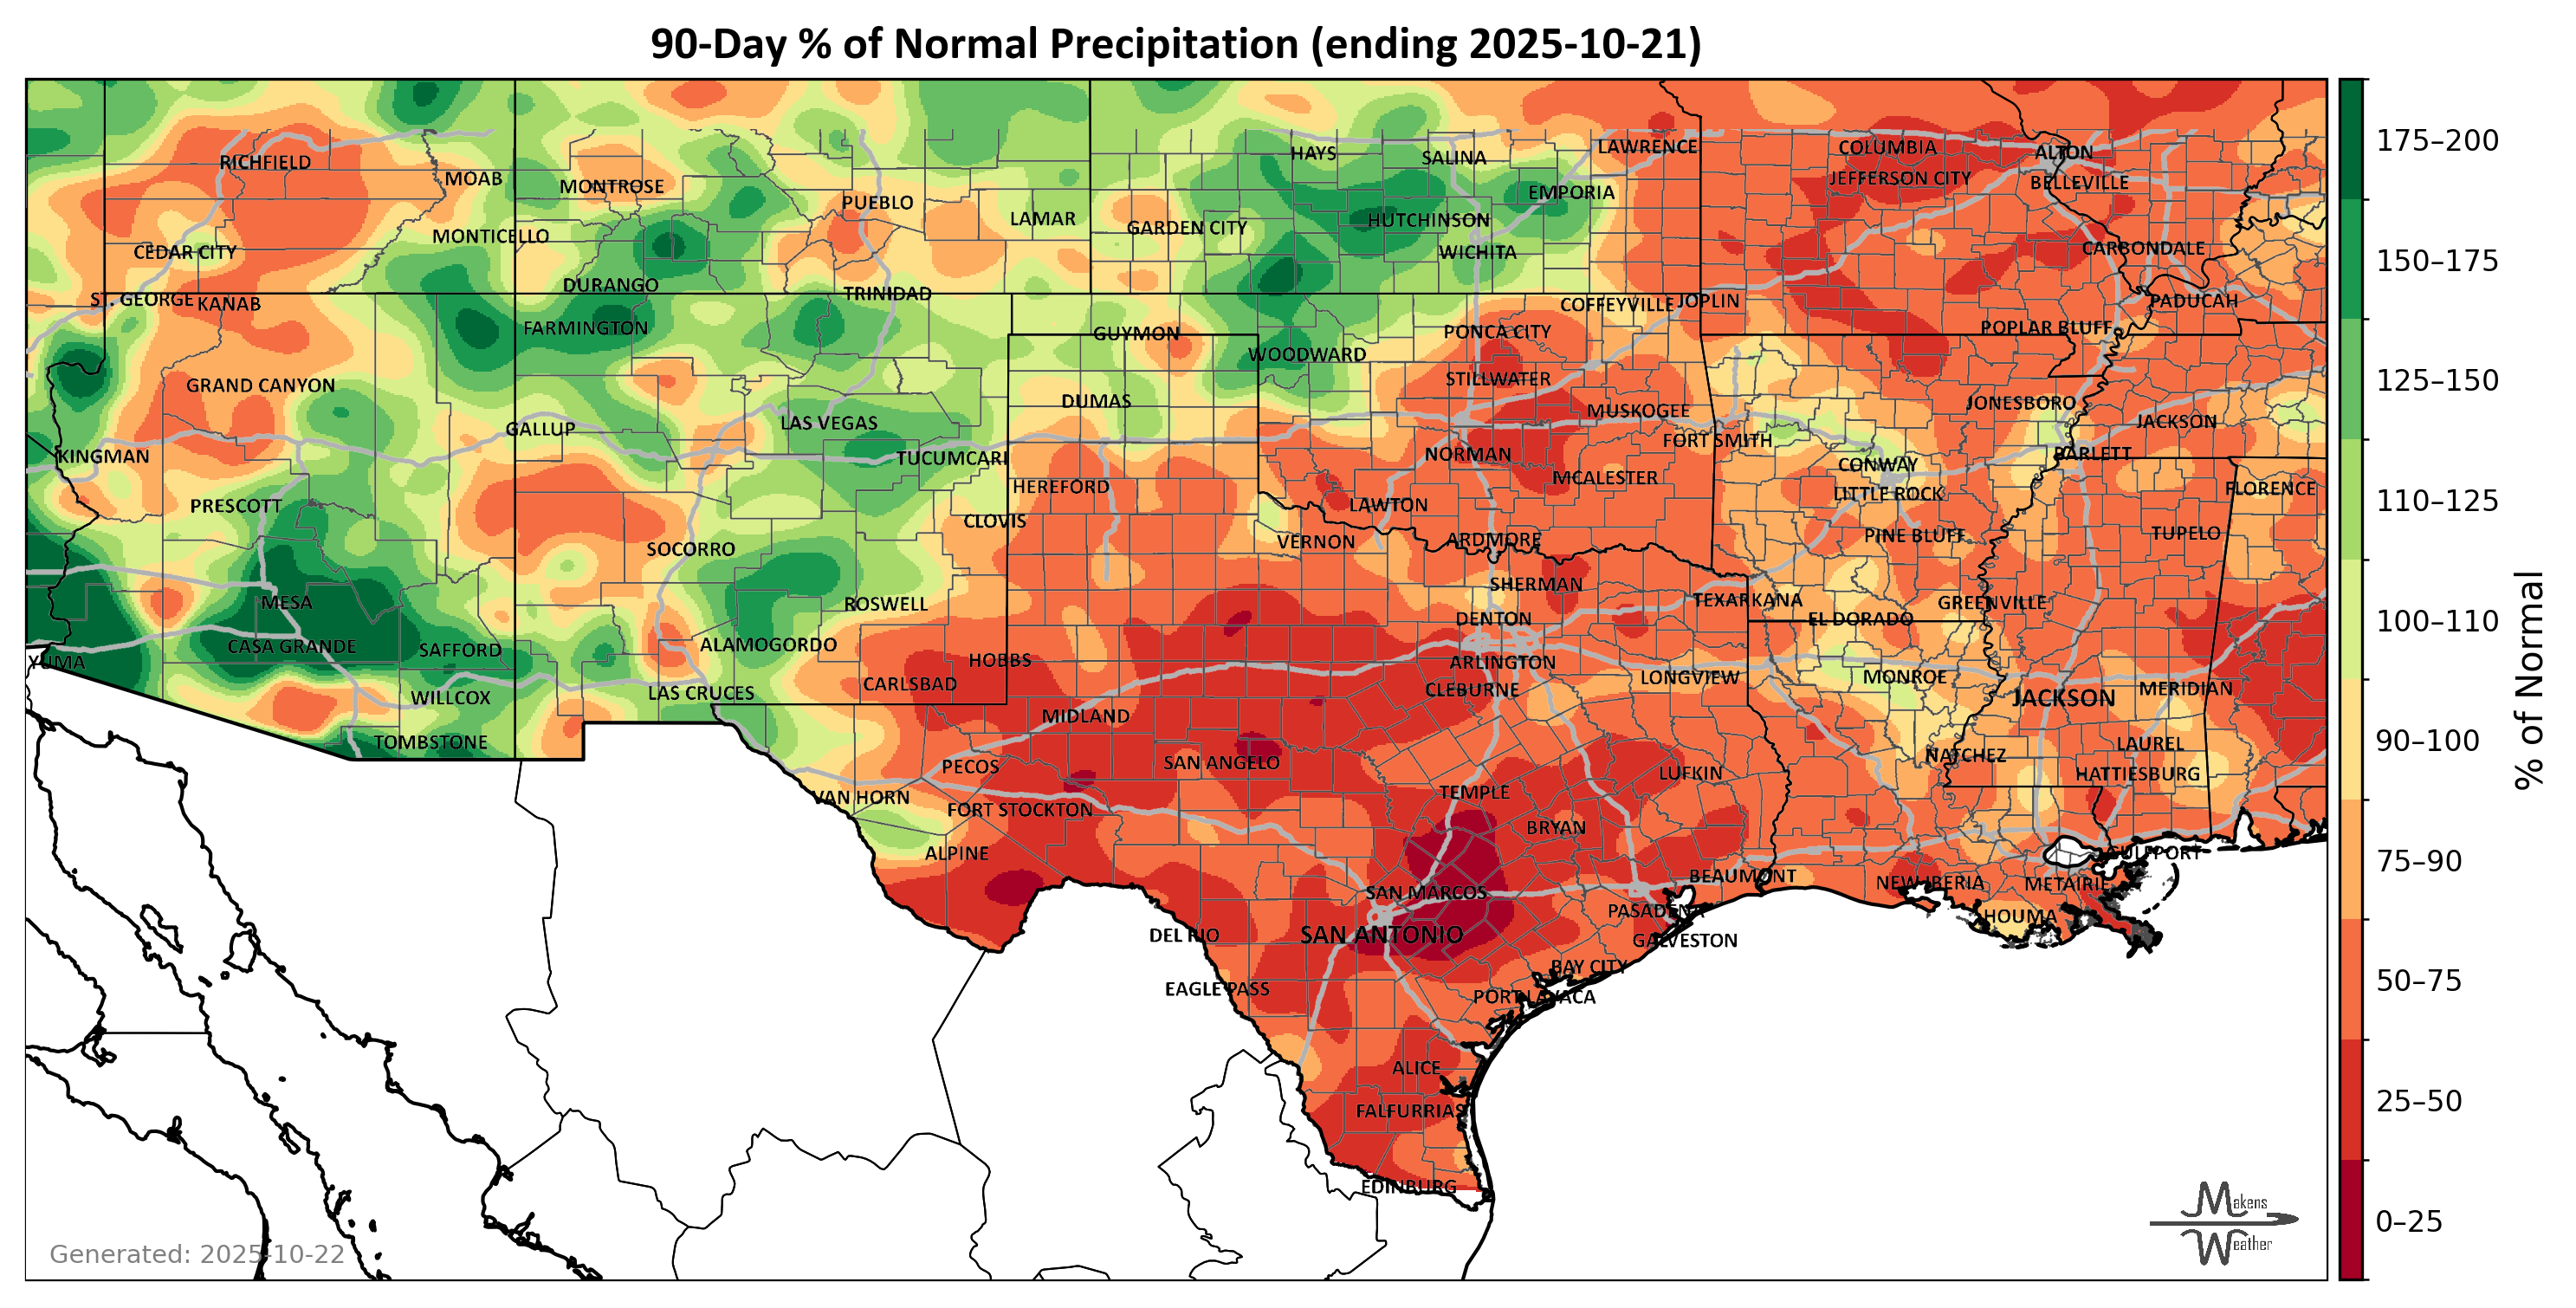 90-Day % of Normal Precipitation (ending 2025-10-21)
HAYS
SALINA
LAWRENCE
COLUMBIA
ALTON
RICHFIELD
MOAB
MONTROSE
EMPORIA
JEFFERSON CITY
BELLEVILLE
PUEBLO
LAMAR
GARDEN CITY
HUTCHINSON
MONTICELLO
CEDAR CITY
WICHITA
CARBONDALE
DURANGO
TRINIDAD
ST. GEORGE
KANAB
COFFEYVILLE
JOPLIN
PADUCAH
FARMINGTON
GUYMON
PONCA CITY
POPLAR BLUFF
WOODWARD
GRAND CANYON
STILLWATER
DUMAS
MUSKOGEE
JONESBORO
JACKSON
GALLUP
LAS VEGAS
FORT SMITH
KINGMAN
TUCUMCARI
NORMAN
CONWAY
BARLETT
HEREFORD
MCALESTER
LITTLE ROCK
FLORENCE
PRESCOTT
LAWTON
CLOVIS
SOCORRO
VERNON
ARDMORE
PINE BLUFF
TUPELO
MESA
ROSWELL
SHERMAN
TEXARKANA
GREENVILLE
DENTON
EL DORADO
CASA GRANDE
SAFFORD
ALAMOGORDO
YUMA
HOBBS
ARLINGTON
WILLCOX
LAS CRUCES
CARLSBAD
CLEBURNE
LONGVIEW
MONROE
JACKSON
MERIDIAN
TOMBSTONE
MIDLAND
PECOS
SAN ANGELO
NATCHEZ
LAUREL
VAN HORN
FORT STOCKTON
TEMPLE
LUFKIN
HATTIESBURG
ALPINE
BRYAN
GULFPORT
SAN MARCOS
BEAUMONT
NEW IBERIA
METAIRIE
DEL RIO
SAN ANTONIO
PASADENA
HOUMA
GALVESTON
EAGLE PASS
BAY CITY
PORT LAVACA
ALICE
FALFURRIAS
EDINBURG
175–200
150–175
125–150
110–125
100–110
90–100
75–90
50–75
25–50
0–25
% of Normal
Generated: 2025-10-22
Makens
Weather